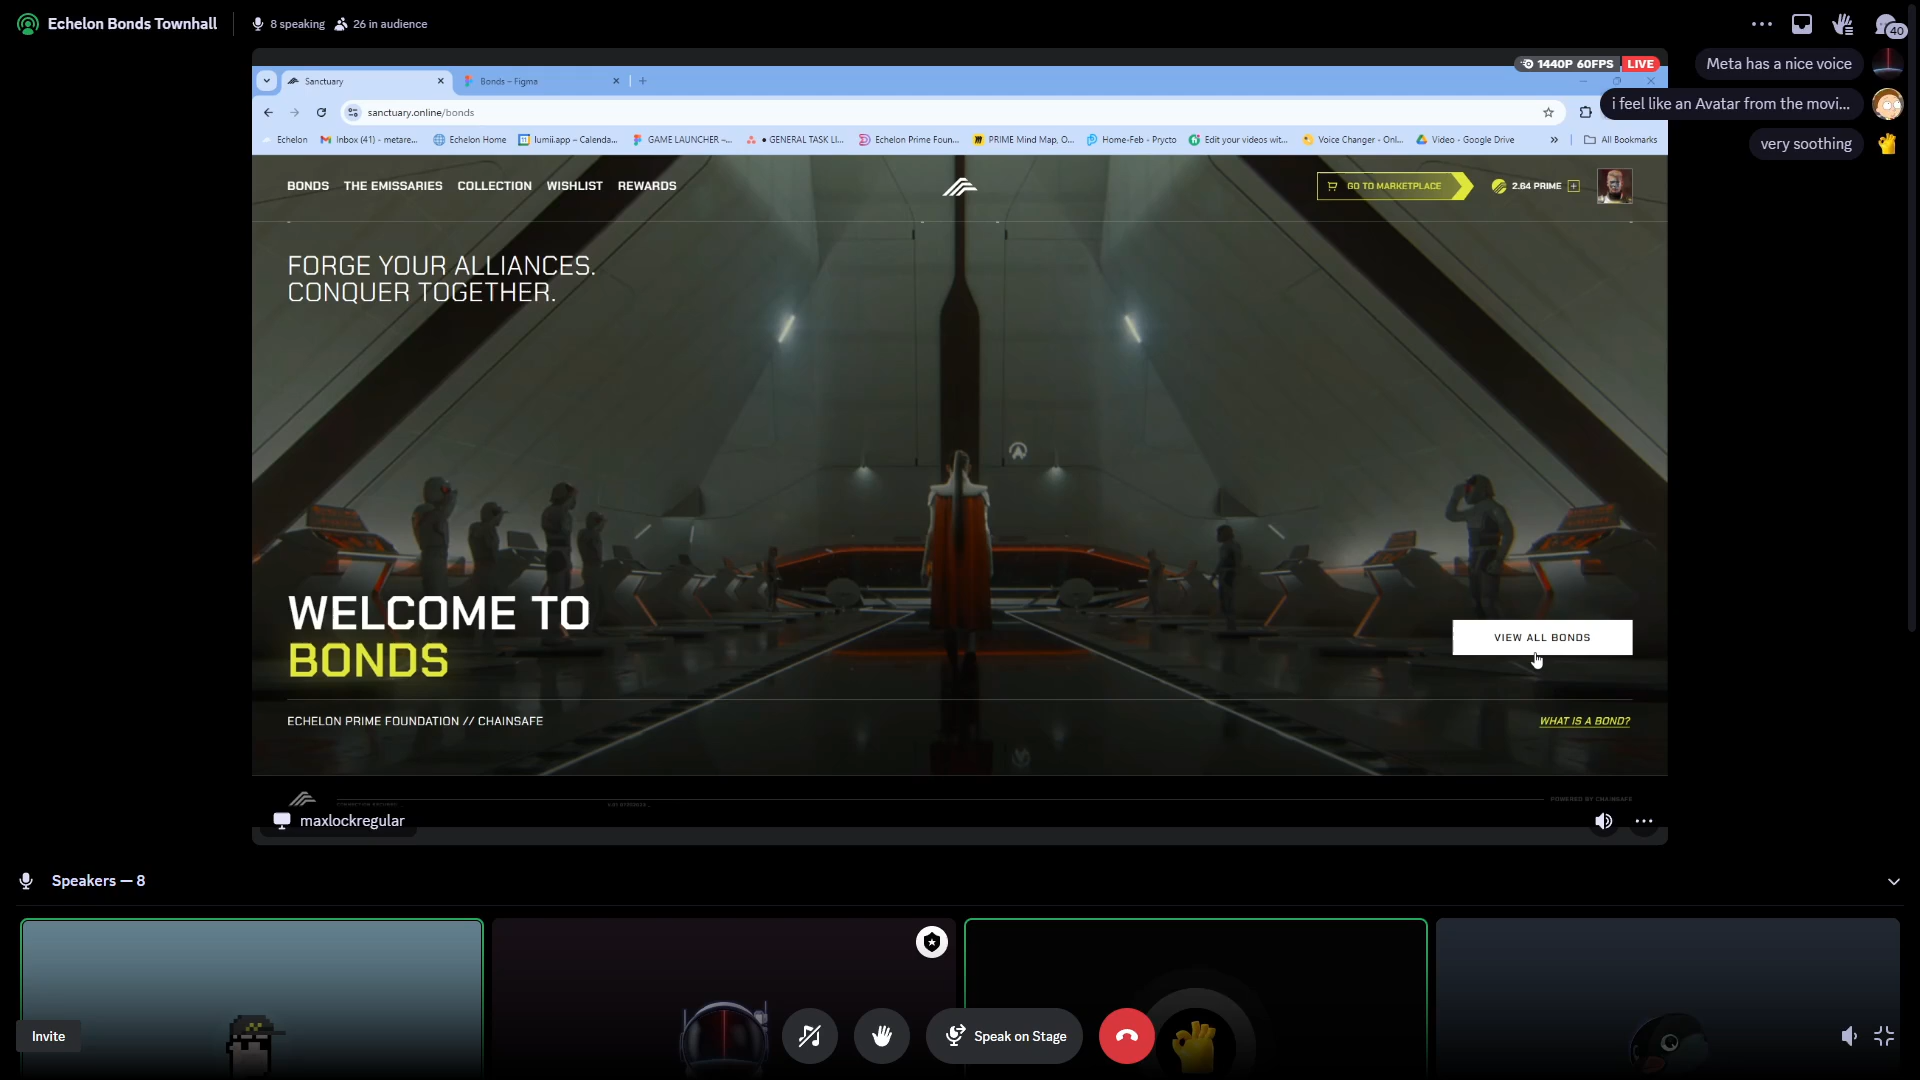 Echelon Bonds Townhall
8 speaking
26 in audience
40
1440P 60FPS
LIVE
Meta has a nice voice
i feel like an Avatar from the movi...
very soothing
Sanctuary
Bonds – Figma
sanctuary.online/bonds
Echelon
Inbox (41) - metare...
Echelon Home
lumii.app – Calenda...
GAME LAUNCHER –...
• GENERAL TASK LI...
Echelon Prime Foun...
PRIME Mind Map, O...
Home-Feb - Prycto
Edit your videos wit...
Voice Changer - Onl...
Video - Google Drive
»
All Bookmarks
BONDS
THE EMISSARIES
COLLECTION
WISHLIST
REWARDS
GO TO MARKETPLACE
2.64 PRIME
FORGE YOUR ALLIANCES.
CONQUER TOGETHER.
WELCOME TO
BONDS
VIEW ALL BONDS
ECHELON PRIME FOUNDATION // CHAINSAFE
WHAT IS A BOND?
POWERED BY CHAINSAFE
maxlockregular
Speakers — 8
Invite
Speak on Stage